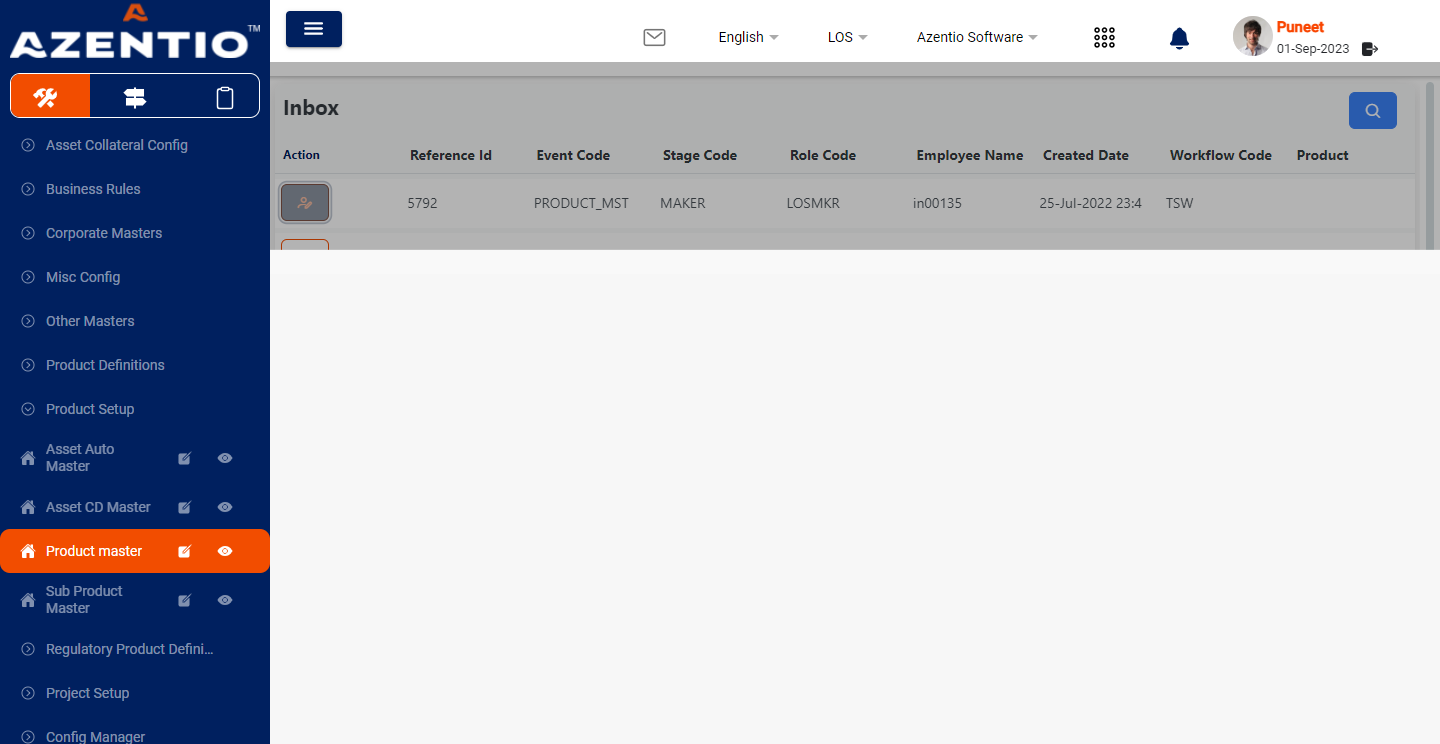 AZENTIO™
English
LOS
Azentio Software
Puneet
01-Sep-2023
Asset Collateral Config
Business Rules
Corporate Masters
Misc Config
Other Masters
Product Definitions
Product Setup
Asset Auto
Master
Asset CD Master
Product master
Sub Product
Master
Regulatory Product Defini...
Project Setup
Config Manager
Inbox
Action Reference Id Event Code Stage Code Role Code Employee Name Created Date Workflow Code Product
5792 PRODUCT_MST MAKER LOSMKR in00135 25-Jul-2022 23:4 TSW